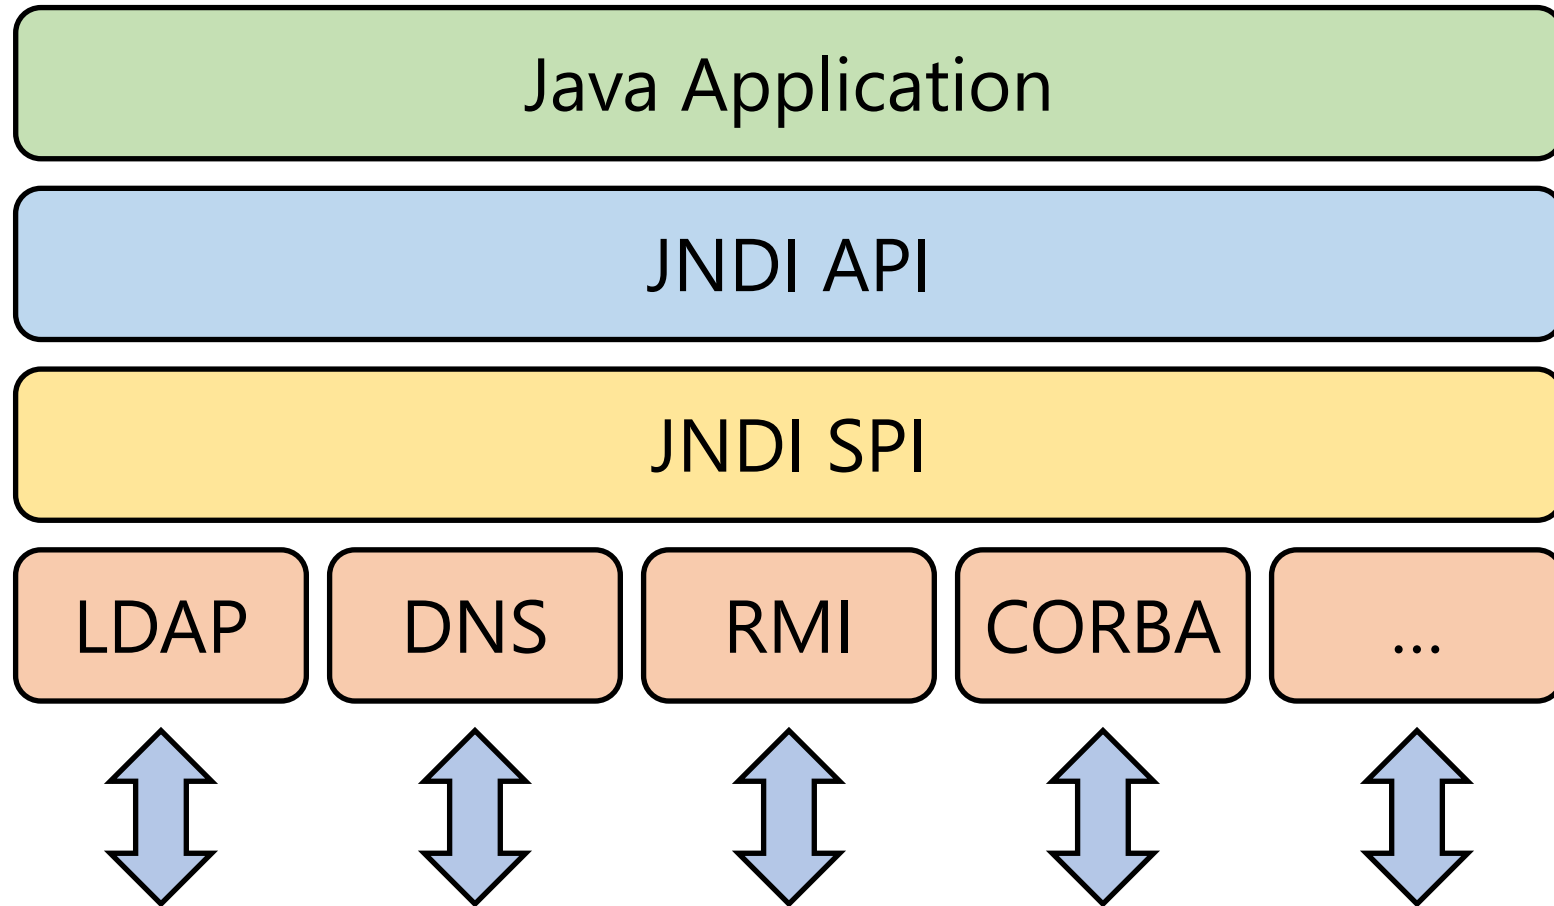 Java Application
JNDI API
JNDI SPI
LDAP
DNS
RMI
CORBA
...